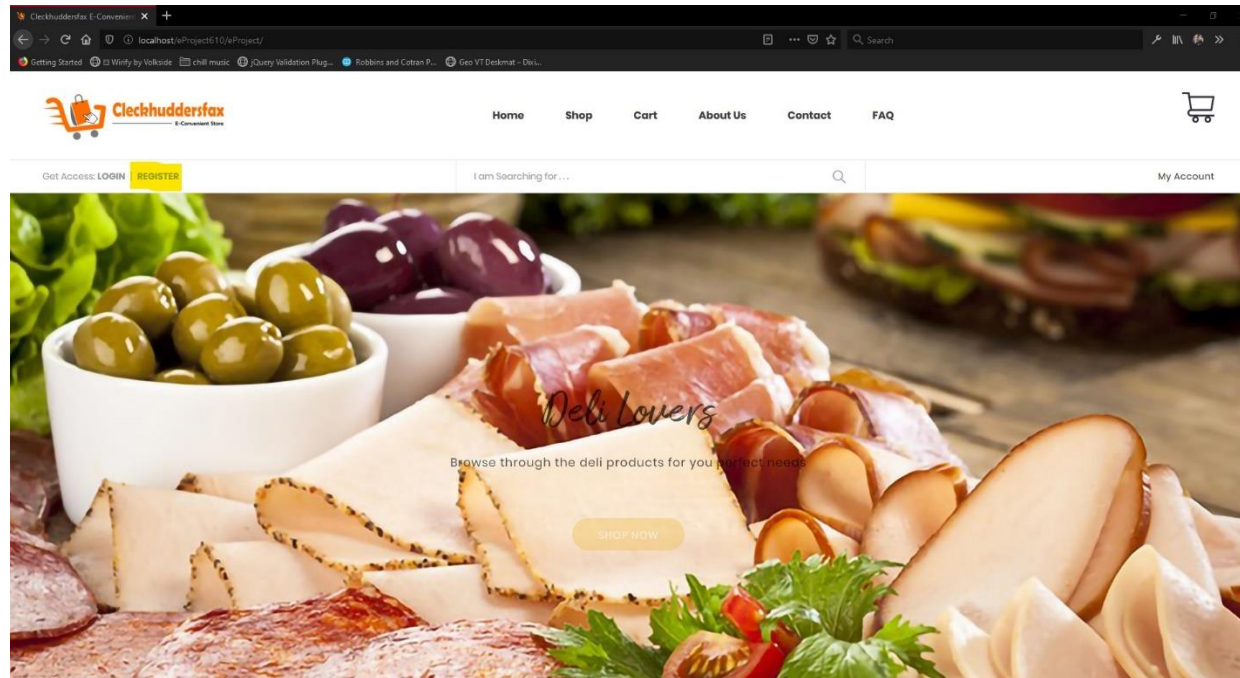 Cleckhuddersfax E-Convenien
localhost/eProject610/eProject/
Search
Getting Started
Wirify by Volkside
chill music
jQuery Validation Plug...
Robbins and Cotran P...
Geo VT Deskmat – Dixi...
Cleckhuddersfax
E-Convenient Store
Home
Shop
Cart
About Us
Contact
FAQ
Get Access: LOGIN | REGISTER
I am Searching for . . .
My Account
Deli Lovers
Browse through the deli products for you perfect needs
SHOP NOW